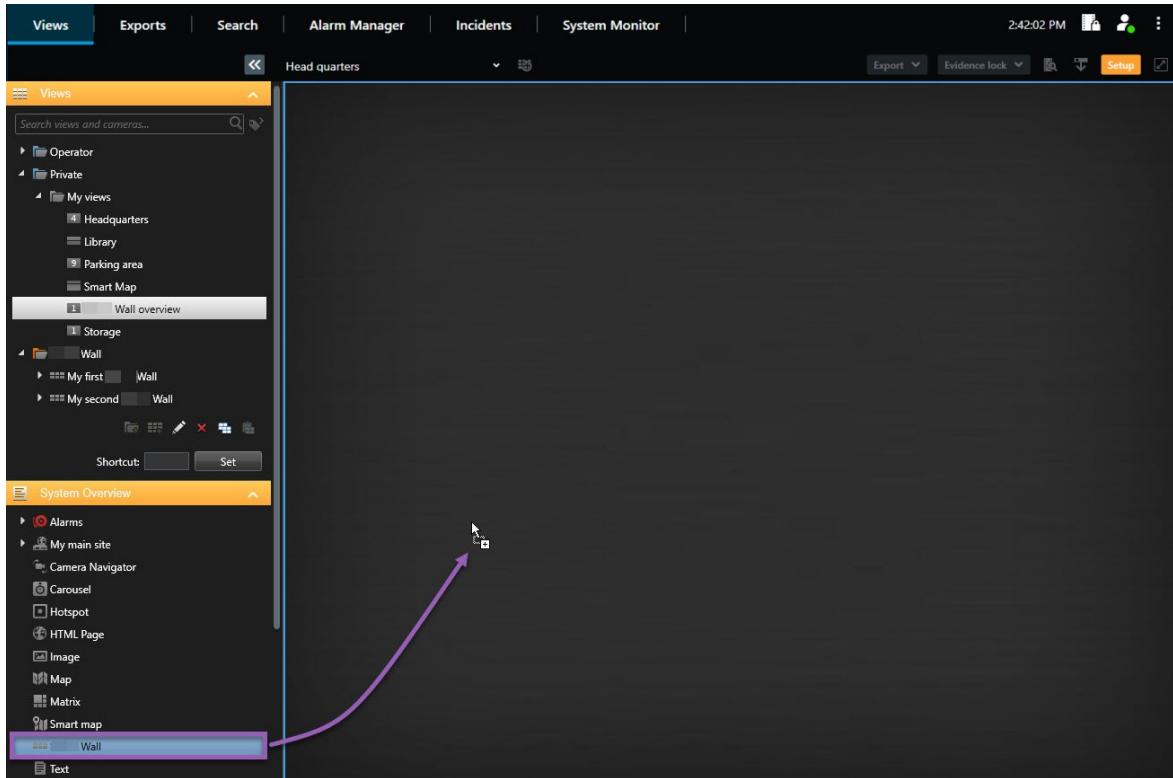 Views Exports Search Alarm Manager Incidents System Monitor 2:42:02 PM
Head quarters Export Evidence lock Setup
Views
Search views and cameras...
Operator
Private
My views
4 Headquarters
Library
9 Parking area
Smart Map
1 Wall overview
1 Storage
Wall
My first Wall
My second Wall
Shortcut: Set
System Overview
Alarms
My main site
Camera Navigator
Carousel
Hotspot
HTML Page
Image
Map
Matrix
Smart map
Wall
Text